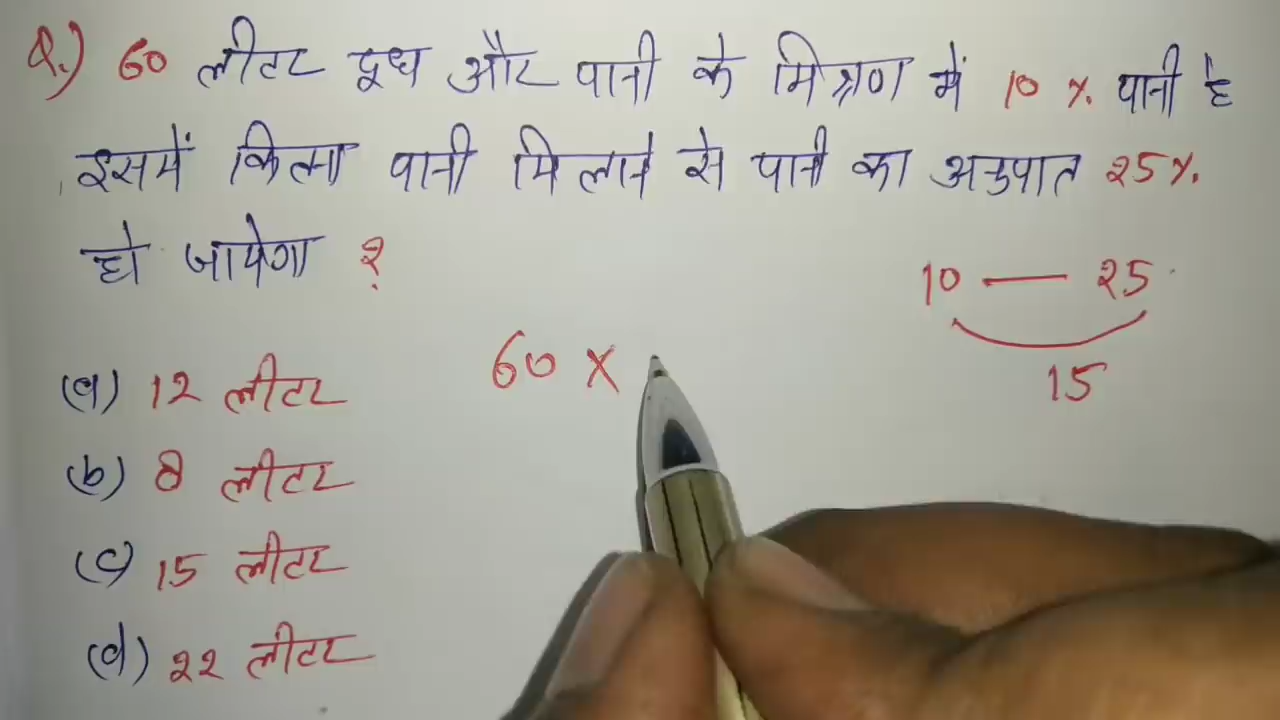 Q.) 60 लीटर दूध और पानी के मिश्रण में 10 % पानी है
इसमें कितना पानी मिलाने से पानी का अनुपात 25%
हो जायेगा ?
10 — 25
15
60 ×
(a) 12 लीटर
(b) 8 लीटर
(c) 15 लीटर
(d) 22 लीटर